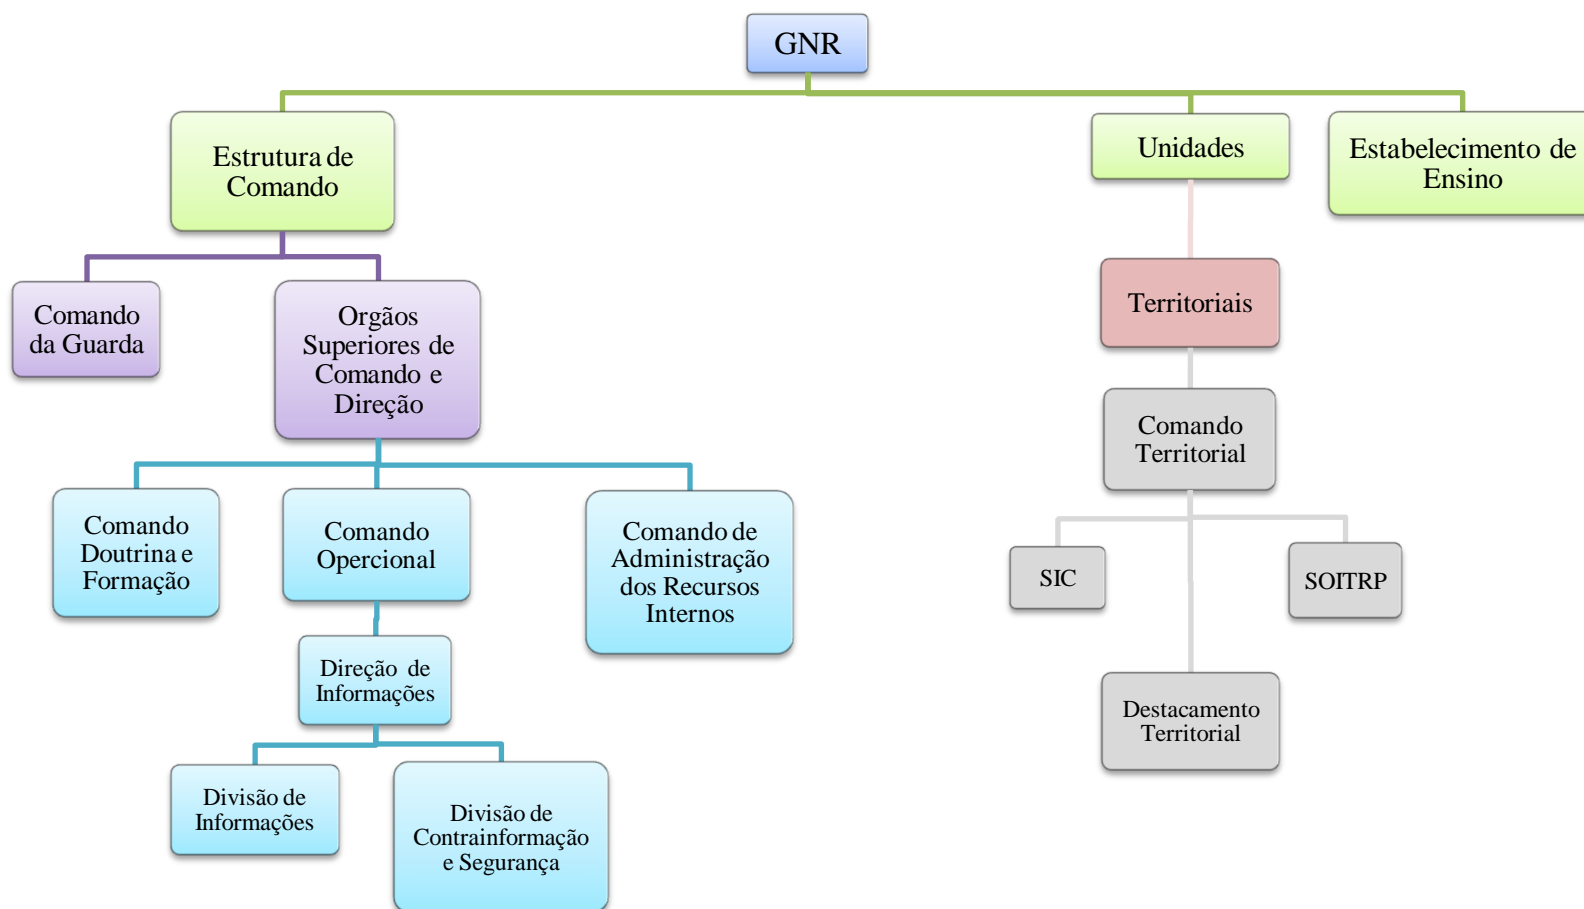 GNR
Estrutura de
Comando
Unidades
Estabelecimento de
Ensino
Comando
da Guarda
Orgãos
Superiores de
Comando e
Direção
Territoriais
Comando
Territorial
Comando
Doutrina e
Formação
Comando
Opercional
Comando de
Administração
dos Recursos
Internos
SIC
SOITRP
Direção de
Informações
Destacamento
Territorial
Divisão de
Informações
Divisão de
Contrainformação
e Segurança